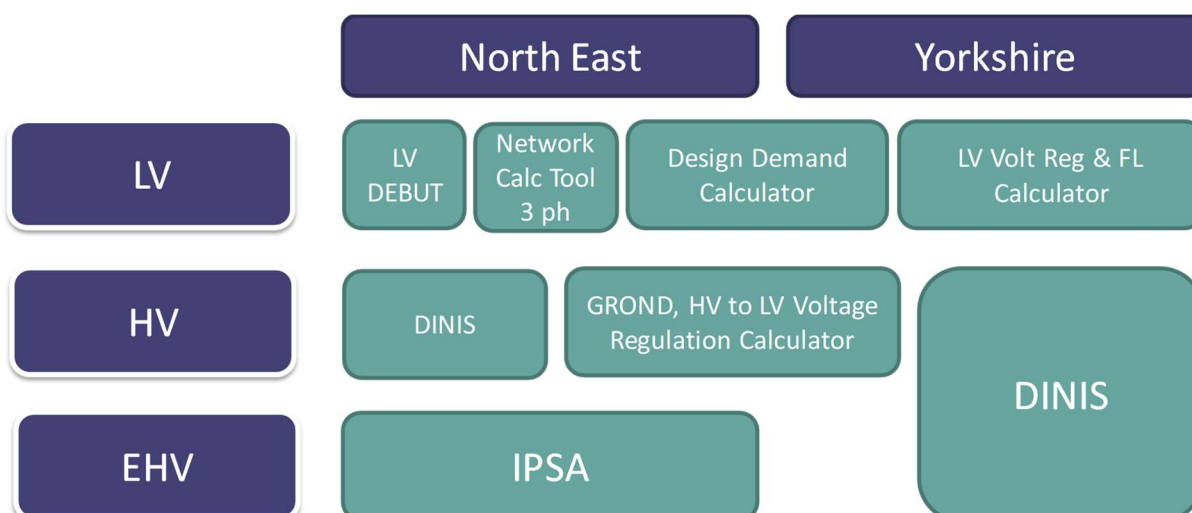 North East
Yorkshire
LV
LV
DEBUT
Network
Calc Tool
3 ph
Design Demand
Calculator
LV Volt Reg & FL
Calculator
HV
DINIS
GROND, HV to LV Voltage
Regulation Calculator
DINIS
EHV
IPSA